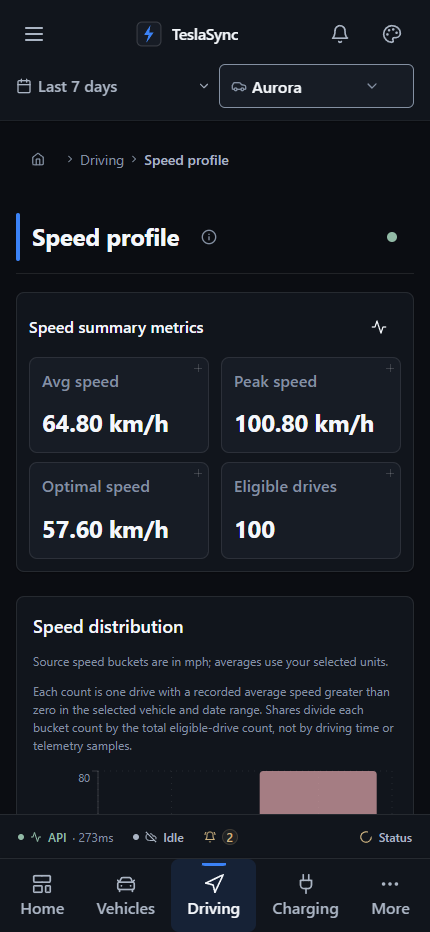 TeslaSync
Last 7 days
Aurora
Driving
Speed profile
Speed profile
Speed summary metrics
Avg speed
Peak speed
64.80 km/h
100.80 km/h
Optimal speed
Eligible drives
57.60 km/h
100
Speed distribution
Source speed buckets are in mph; averages use your selected units.
Each count is one drive with a recorded average speed greater than
zero in the selected vehicle and date range. Shares divide each
bucket count by the total eligible-drive count, not by driving time or
telemetry samples.
80
API · 273ms
Idle
2
Status
Home
Vehicles
Driving
Charging
More